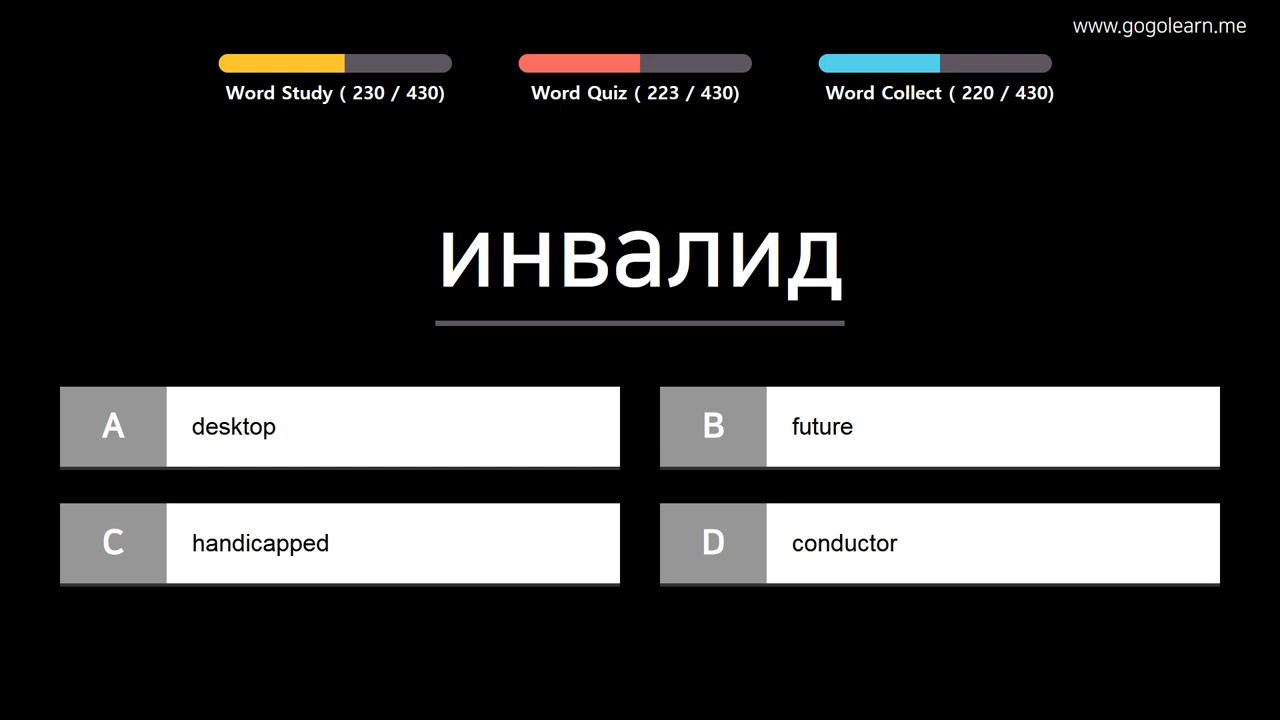 www.gogolearn.me
Word Study ( 230 / 430)
Word Quiz ( 223 / 430)
Word Collect ( 220 / 430)
инвалид
A desktop
B future
C handicapped
D conductor